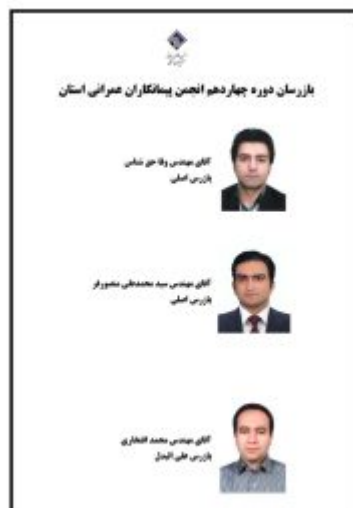 بازرسان دوره چهاردهم انجمن پیمانکاران عمرانی استان
آقای مهندس وفا حق شناس
بازرس اصلی
آقای مهندس سید محمدعلی منصورفر
بازرس اصلی
آقای مهندس محمد افتخاری
بازرس علی البدل